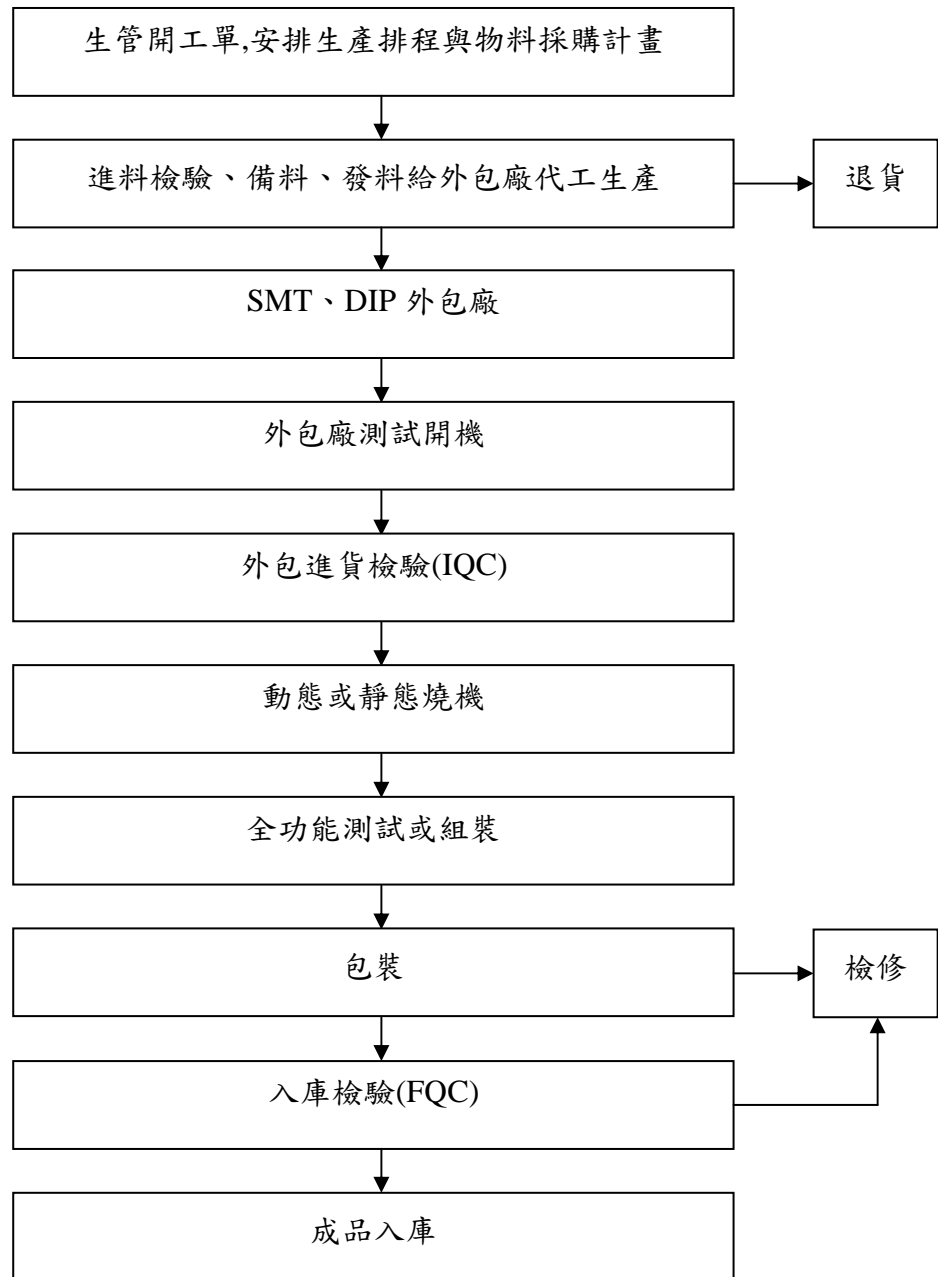 生管開工單,安排生產排程與物料採購計畫
進料檢驗、備料、發料給外包廠代工生產
退貨
SMT、DIP 外包廠
外包廠測試開機
外包進貨檢驗(IQC)
動態或靜態燒機
全功能測試或組裝
包裝
檢修
入庫檢驗(FQC)
成品入庫